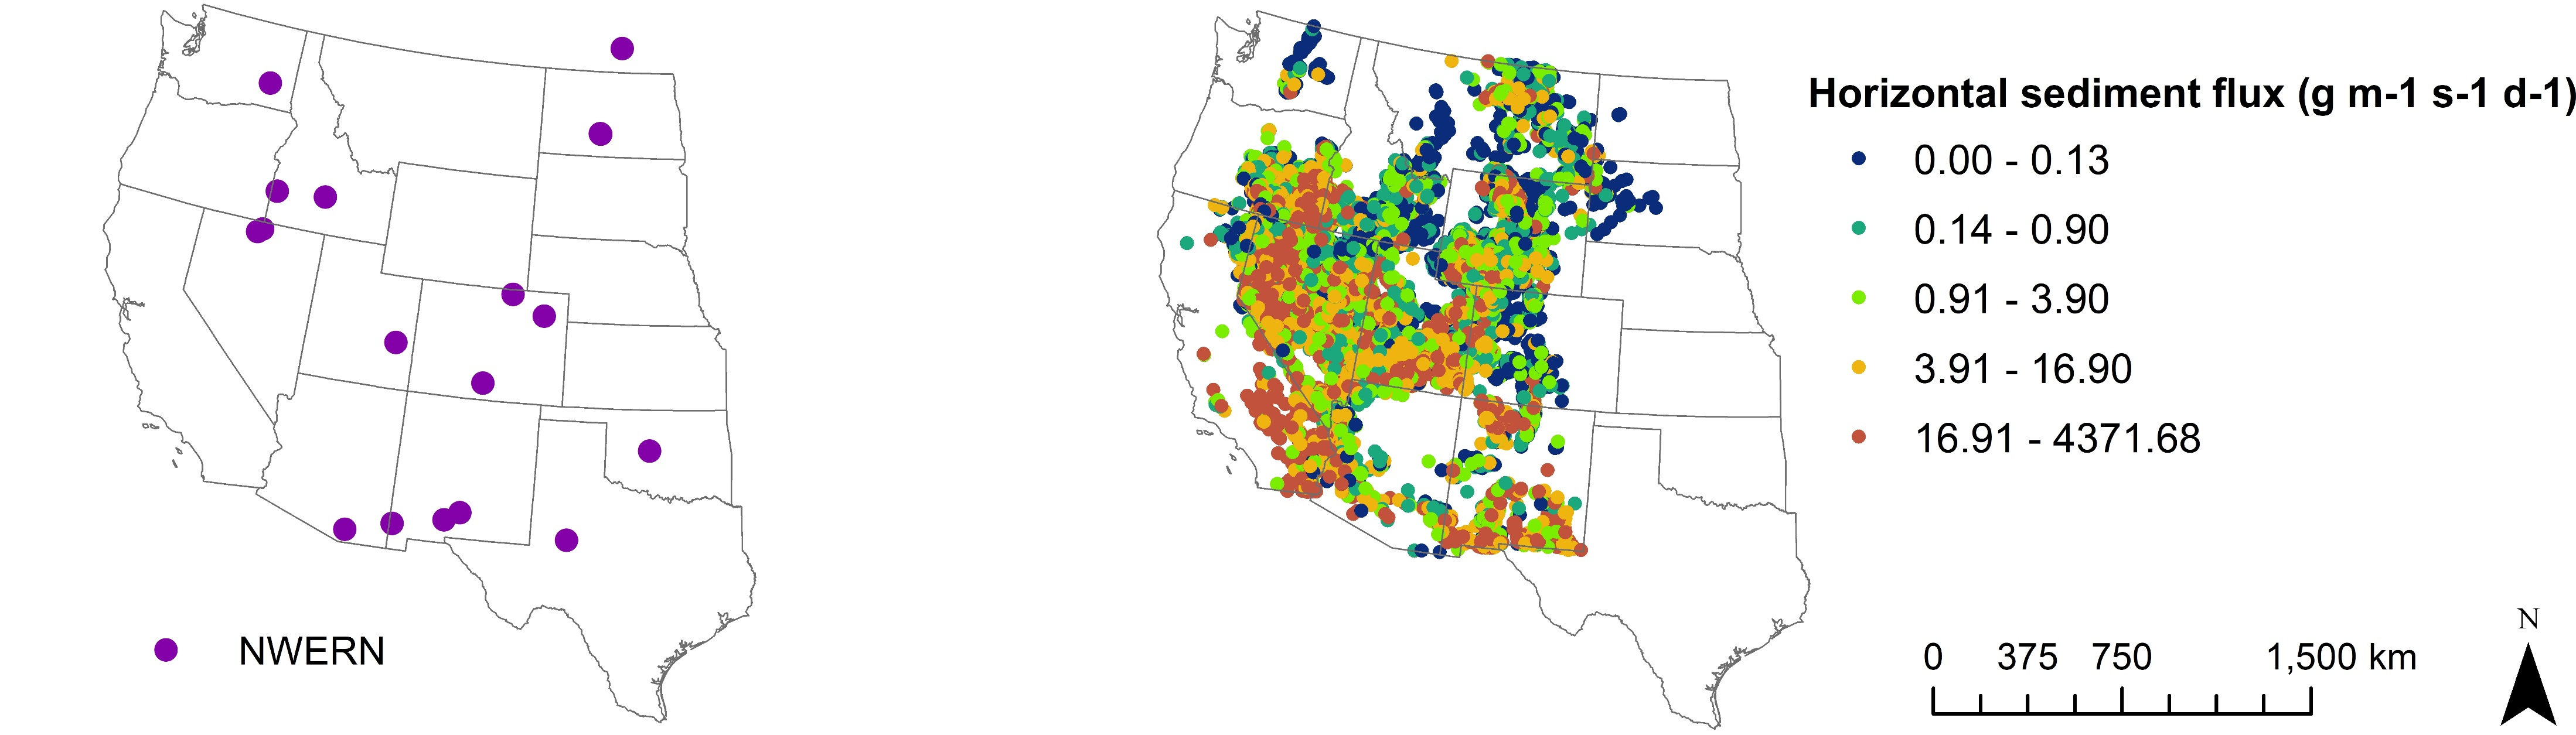 NWERN
Horizontal sediment flux (g m-1 s-1 d-1)
0.00 - 0.13
0.14 - 0.90
0.91 - 3.90
3.91 - 16.90
16.91 - 4371.68
0 375 750 1,500 km
N